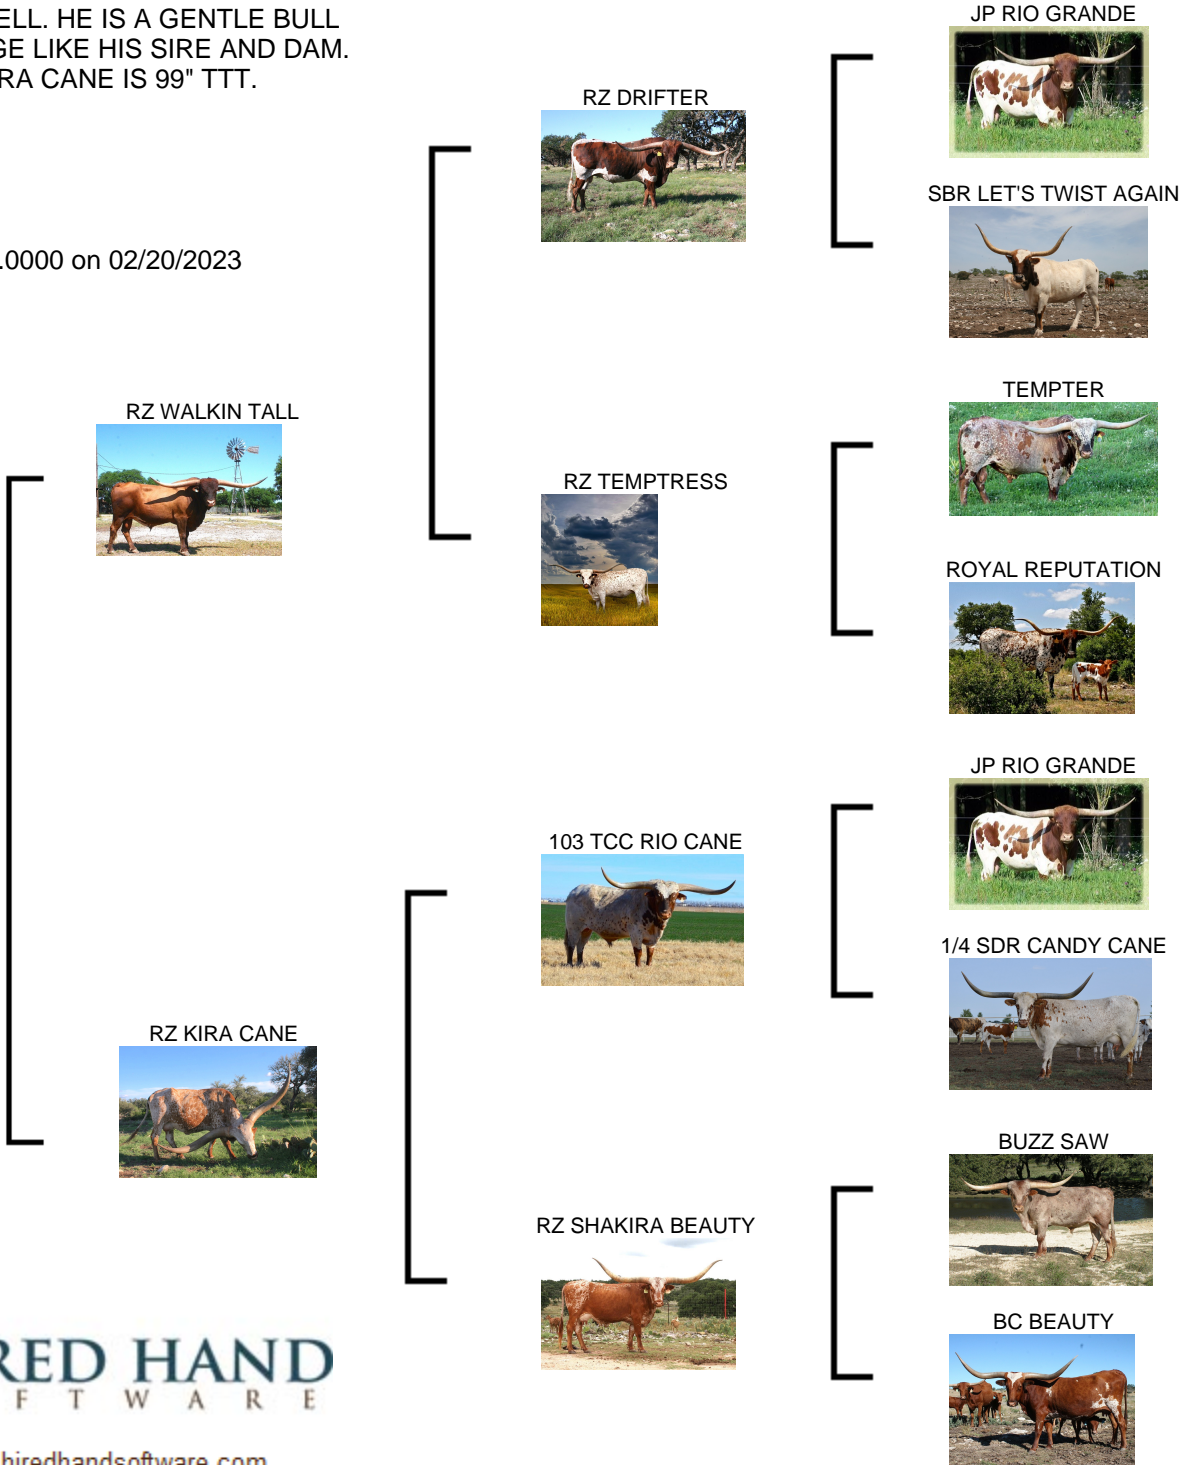 ELL. HE IS A GENTLE BULL
GE LIKE HIS SIRE AND DAM.
RA CANE IS 99" TTT.
.0000 on 02/20/2023
RZ WALKIN TALL
RZ KIRA CANE
RZ DRIFTER
RZ TEMPTRESS
103 TCC RIO CANE
RZ SHAKIRA BEAUTY
JP RIO GRANDE
SBR LET'S TWIST AGAIN
TEMPTER
ROYAL REPUTATION
JP RIO GRANDE
1/4 SDR CANDY CANE
BUZZ SAW
BC BEAUTY
RED HAND
F T W A R E
hiredhandsoftware.com